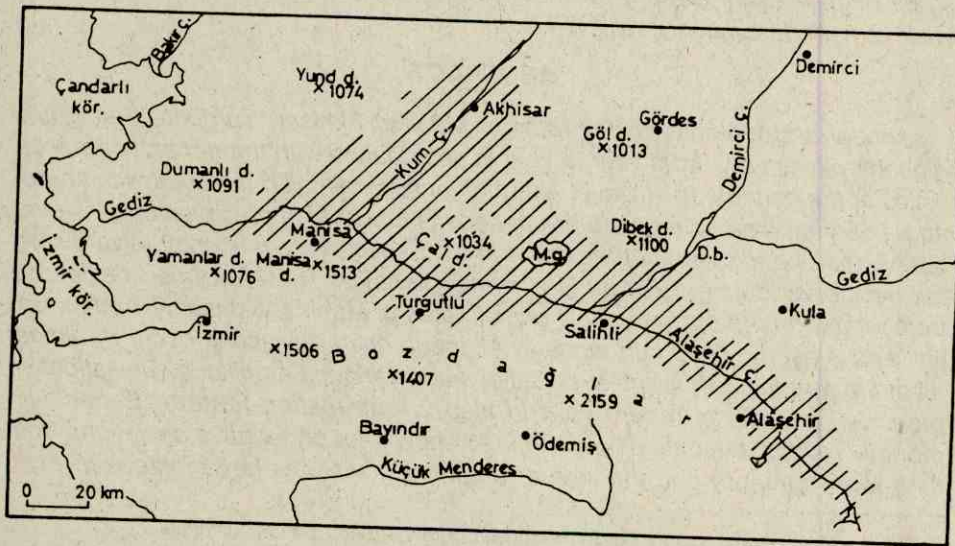 Bakır ç.
Çandarlı
kör.
Yund d.
×1074
Akhisar
Kum ç.
Demirci
Demirci ç.
Gördes
Göl d.
×1013
Dumanlı d.
×1091
Gediz
Manisa
Çal d.
×1034
M.g.
Dibek d.
×1100
D.b.
Gediz
İzmir kör.
Yamanlar d.
×1076
Manisa
d.
×1513
Turgutlu
Salihli
Kula
Alaşehir ç.
İzmir
×1506
Bozdağlar
×1407
×2159
Alaşehir
Bayındır
Ödemiş
Küçük Menderes
0 20 km